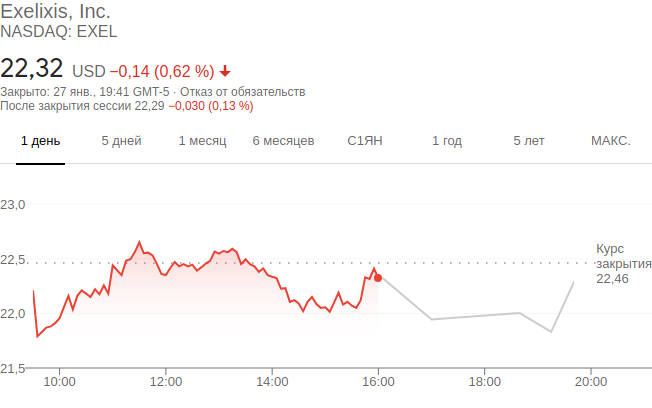 Exelixis, Inc.
NASDAQ: EXEL
22,32 USD −0,14 (0,62 %)
Закрыто: 27 янв., 19:41 GMT-5 · Отказ от обязательств
После закрытия сессии 22,29 −0,030 (0,13 %)
1 день 5 дней 1 месяц 6 месяцев С1ЯН 1 год 5 лет МАКС.
23,0
22,5
Курс
закрытия
22,46
22,0
21,5
10:00 12:00 14:00 16:00 18:00 20:00